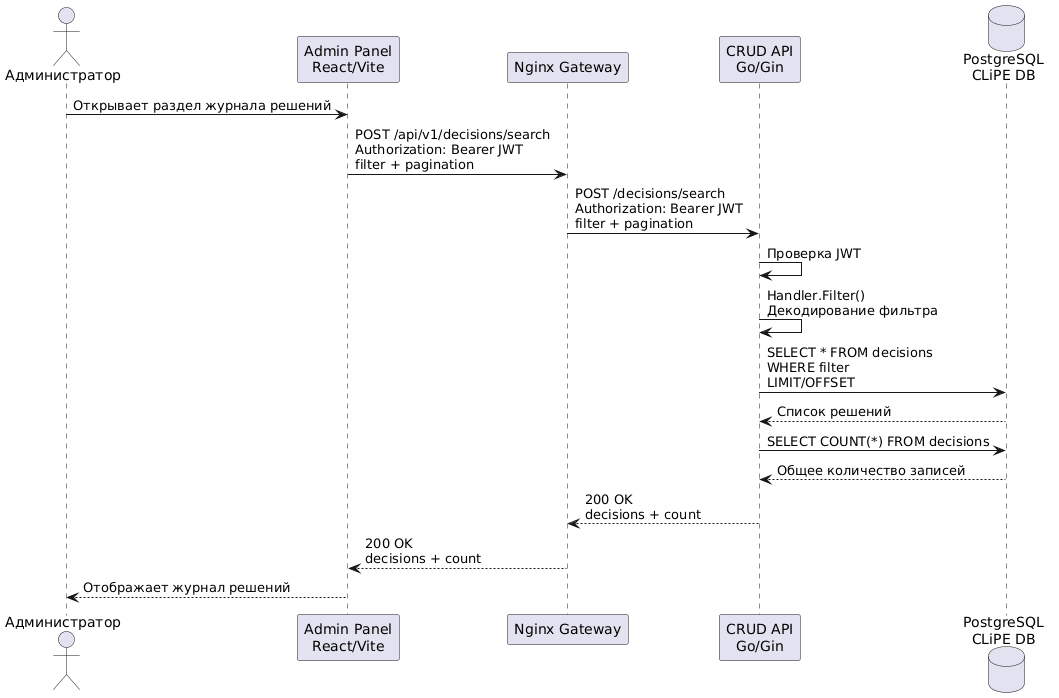 Администратор
Admin Panel
React/Vite
Nginx Gateway
CRUD API
Go/Gin
PostgreSQL
CLiPE DB
Открывает раздел журнала решений
POST /api/v1/decisions/search
Authorization: Bearer JWT
filter + pagination
POST /decisions/search
Authorization: Bearer JWT
filter + pagination
Проверка JWT
Handler.Filter()
Декодирование фильтра
SELECT * FROM decisions
WHERE filter
LIMIT/OFFSET
Список решений
SELECT COUNT(*) FROM decisions
Общее количество записей
200 OK
decisions + count
200 OK
decisions + count
Отображает журнал решений
Администратор
Admin Panel
React/Vite
Nginx Gateway
CRUD API
Go/Gin
PostgreSQL
CLiPE DB